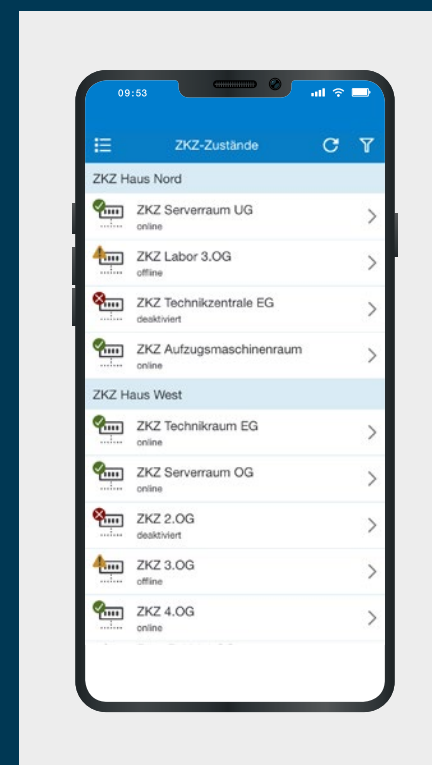 09:53
ZKZ-Zustände
ZKZ Haus Nord
ZKZ Serverraum UG
online
ZKZ Labor 3.OG
offline
ZKZ Technikzentrale EG
deaktiviert
ZKZ Aufzugsmaschinenraum
online
ZKZ Haus West
ZKZ Technikraum EG
online
ZKZ Serverraum OG
online
ZKZ 2.OG
deaktiviert
ZKZ 3.OG
offline
ZKZ 4.OG
online